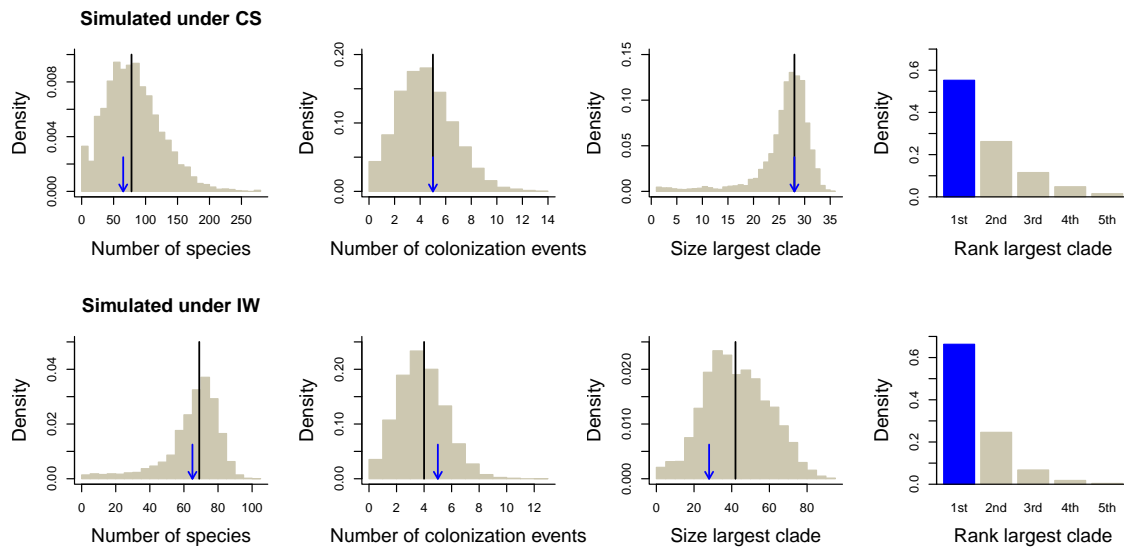 Simulated under CS
Density
0.000 0.004 0.008
0 50 100 150 200 250
Number of species
Density
0.00 0.10 0.20
0 2 4 6 8 10 12 14
Number of colonization events
Density
0.00 0.05 0.10 0.15
0 5 10 15 20 25 30 35
Size largest clade
Density
0.0 0.2 0.4 0.6
1st 2nd 3rd 4th 5th
Rank largest clade
Simulated under IW
Density
0.00 0.02 0.04
0 20 40 60 80 100
Number of species
Density
0.00 0.10 0.20
0 2 4 6 8 10 12
Number of colonization events
Density
0.000 0.010 0.020
0 20 40 60 80
Size largest clade
Density
0.0 0.2 0.4 0.6
1st 2nd 3rd 4th 5th
Rank largest clade